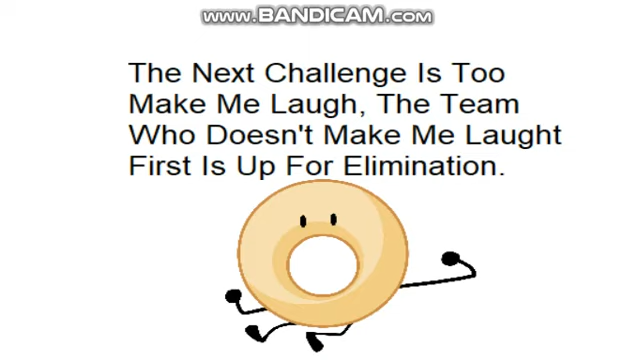 www.BANDICAM.com
The Next Challenge Is Too
Make Me Laugh, The Team
Who Doesn't Make Me Laught
First Is Up For Elimination.